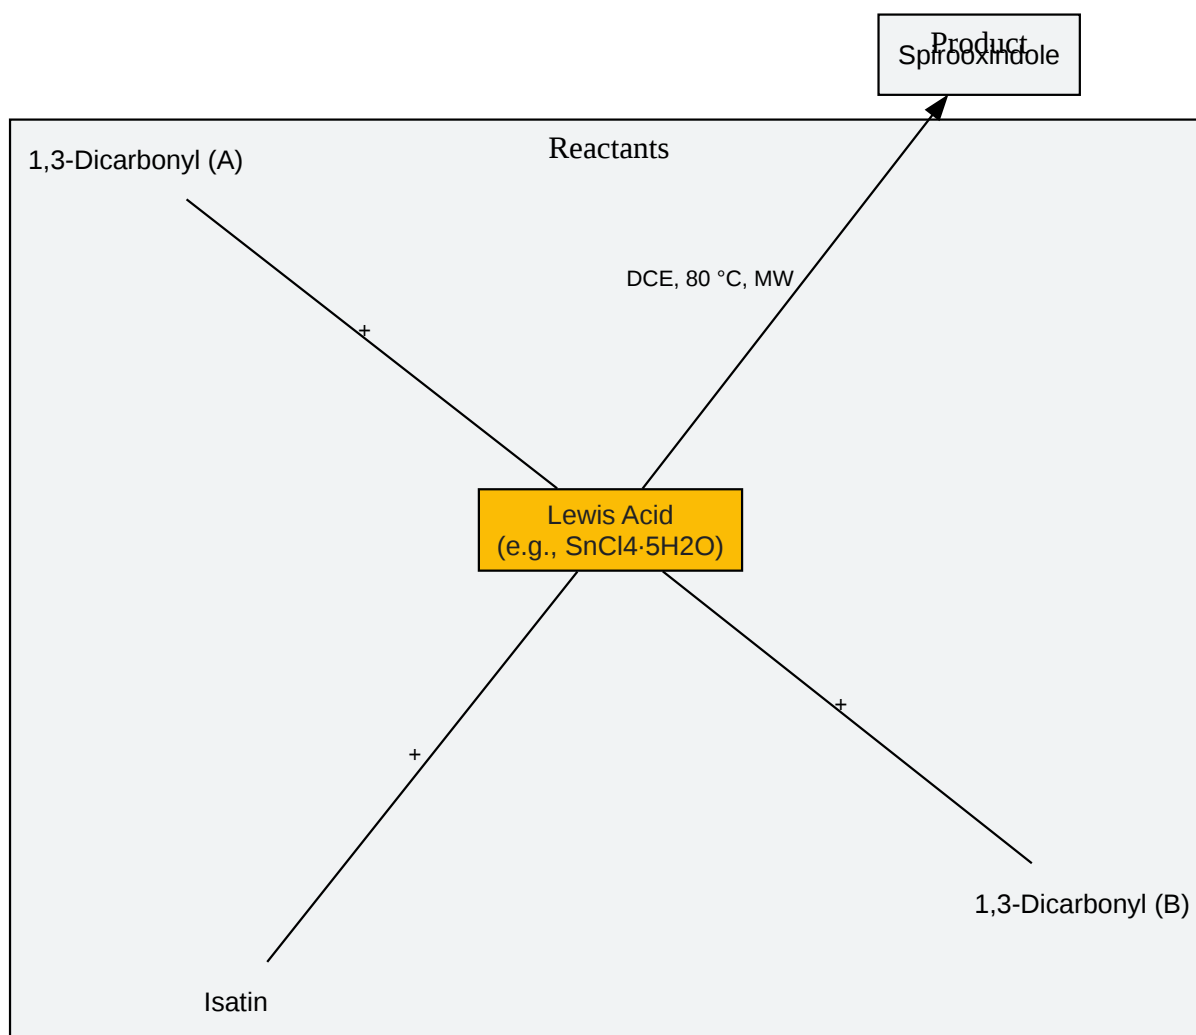 Product
Spirooxindole
Reactants
1,3-Dicarbonyl (A)
DCE, 80 °C, MW
+
Lewis Acid
(e.g., SnCl4·5H2O)
+
+
1,3-Dicarbonyl (B)
Isatin